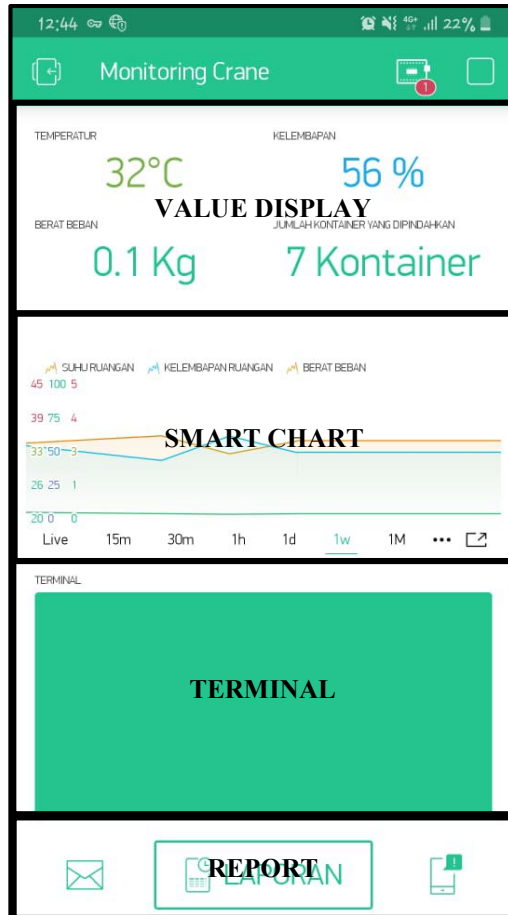 12:44 4G+ 22%
Monitoring Crane
1
TEMPERATUR KELEMBAPAN
32°C 56 %
VALUE DISPLAY
BERAT BEBAN JUMLAH KONTAINER YANG DIPINDAHKAN
0.1 Kg 7 Kontainer
SUHU RUANGAN KELEMBAPAN RUANGAN BERAT BEBAN
45 100 5
39 75 4
SMART CHART
33 50 3
26 25 1
20 0 0
Live 15m 30m 1h 1d 1w 1M
TERMINAL
TERMINAL
REPORT
LAPORAN